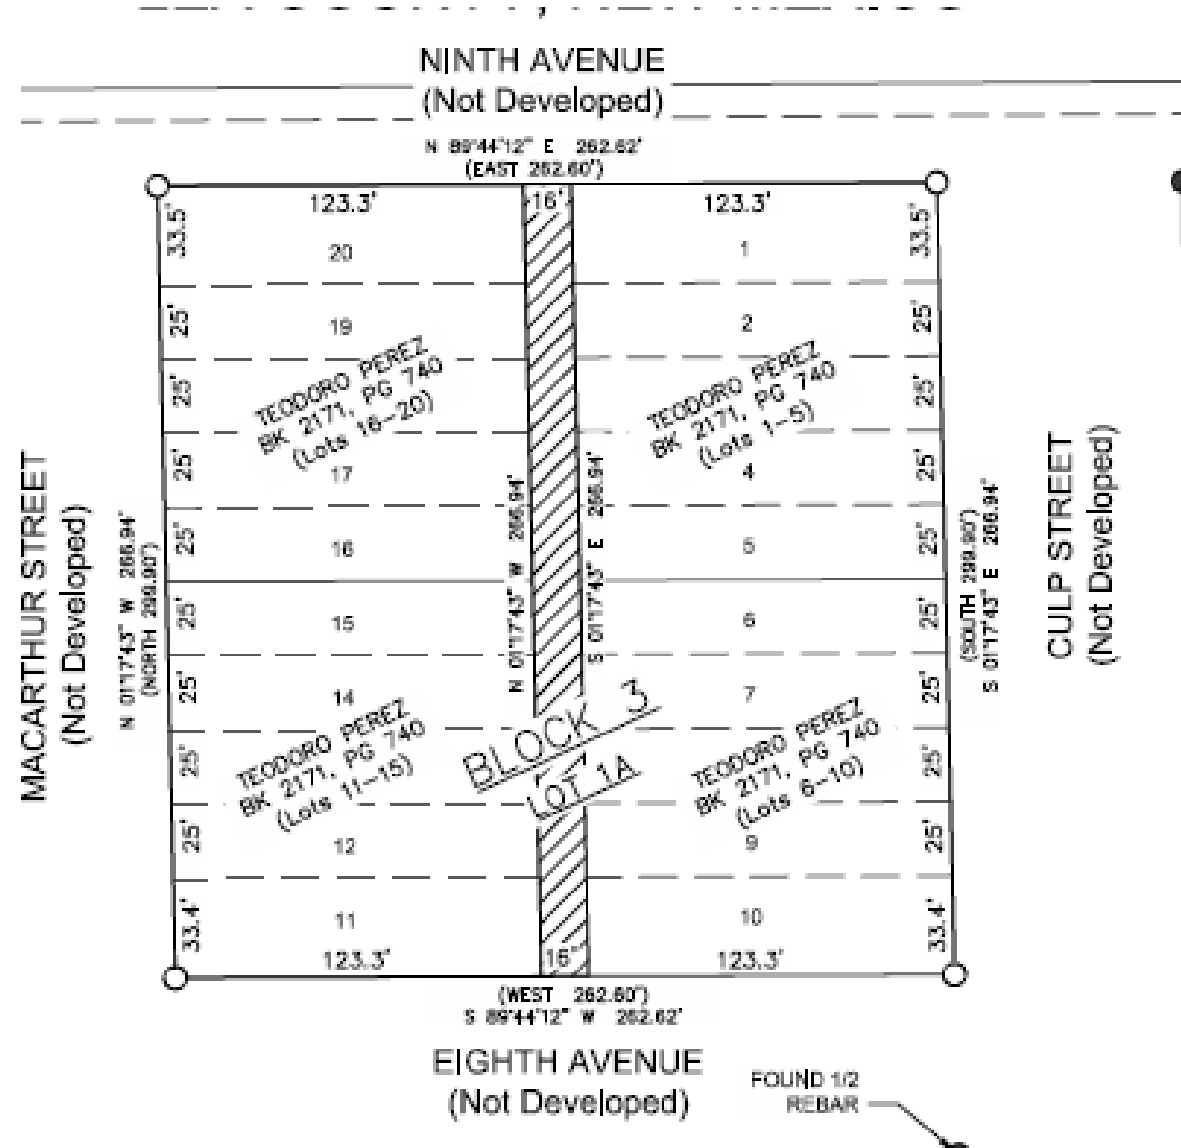 NINTH AVENUE
(Not Developed)
N 89°44'12" E 262.62'
(EAST 262.60')
123.3'
16'
123.3'
33.5'
33.5'
20
1
25'
19
2
25'
TEODORO PEREZ
BK 2171, PG 740
(Lots 16-20)
TEODORO PEREZ
BK 2171, PG 740
(Lots 1-5)
25'
25'
17
4
25'
25'
16
5
25'
25'
MACARTHUR STREET
(Not Developed)
N 01°17'43" W 266.94'
(NORTH 299.90')
N 01°17'43" W 266.94'
S 01°17'43" E 266.94'
(SOUTH 299.90')
S 01°17'43" E 266.94'
CULP STREET
(Not Developed)
15
6
25'
25'
14
7
25'
25'
BLOCK 3
LOT 1A
TEODORO PEREZ
BK 2171, PG 740
(Lots 11-15)
TEODORO PEREZ
BK 2171, PG 740
(Lots 6-10)
25'
25'
12
9
25'
25'
11
10
33.4'
33.4'
123.3'
16'
123.3'
(WEST 262.60')
S 89°44'12" W 262.62'
EIGHTH AVENUE
(Not Developed)
FOUND 1/2
REBAR